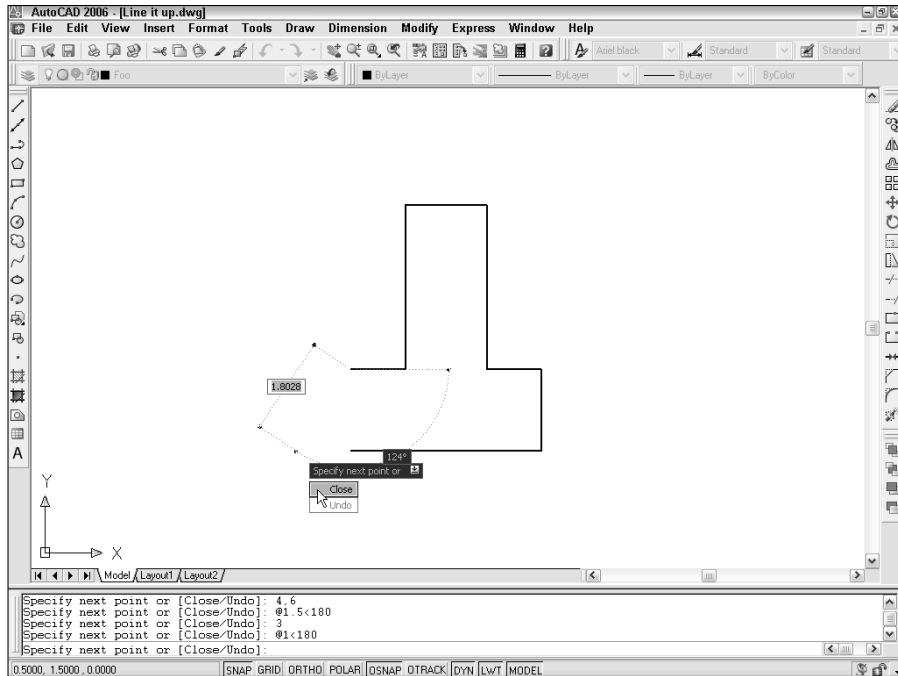 AutoCAD 2006 - [Line it up.dwg]
File Edit View Insert Format Tools Draw Dimension Modify Express Window Help
Ariel black Standard Standard
Foo ByLayer ByLayer ByLayer ByColor
1.8028
124°
Specify next point or
Close
Undo
Y
X
Model Layout1 Layout2
Specify next point or [Close/Undo]: 4,6
Specify next point or [Close/Undo]: @1.5<180
Specify next point or [Close/Undo]: 3
Specify next point or [Close/Undo]: @1<180
Specify next point or [Close/Undo]:
0.5000, 1.5000 , 0.0000 SNAP GRID ORTHO POLAR OSNAP OTRACK DYN LWT MODEL